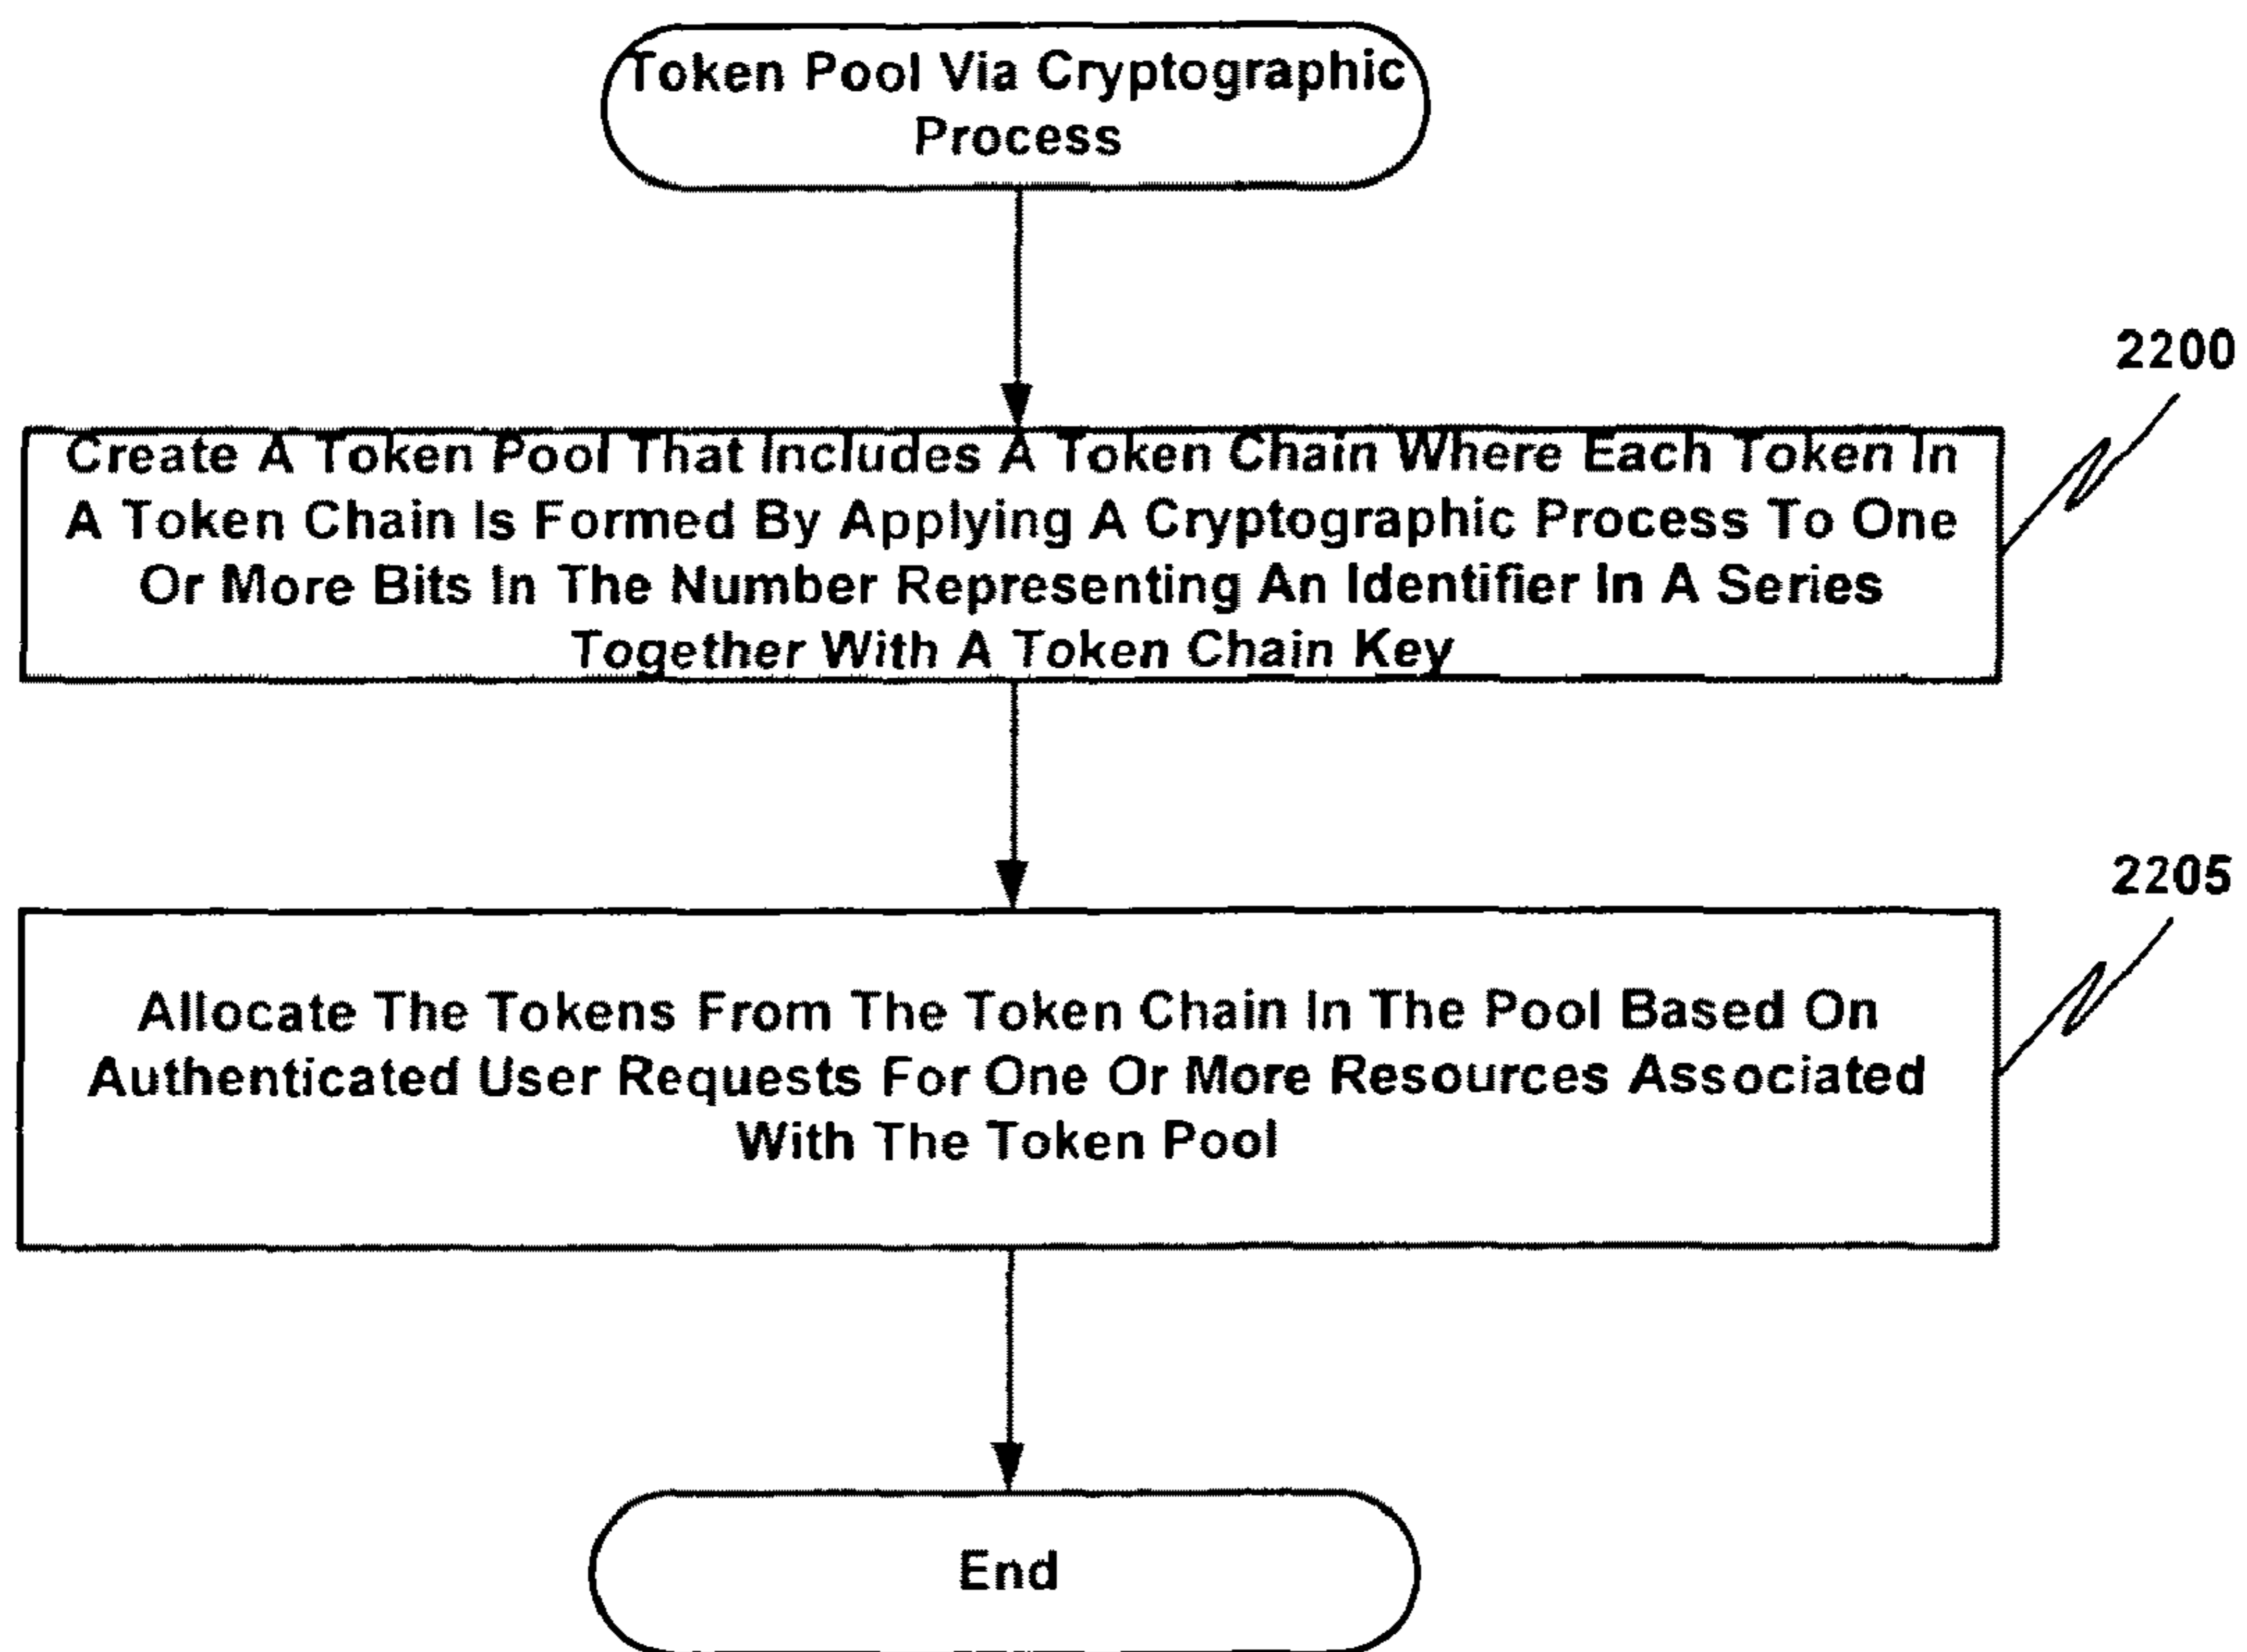 Token Pool Via Cryptographic
Process
2200
Create A Token Pool That Includes A Token Chain Where Each Token In
A Token Chain Is Formed By Applying A Cryptographic Process To One
Or More Bits In The Number Representing An Identifier In A Series
Together With A Token Chain Key
2205
Allocate The Tokens From The Token Chain In The Pool Based On
Authenticated User Requests For One Or More Resources Associated
With The Token Pool
End